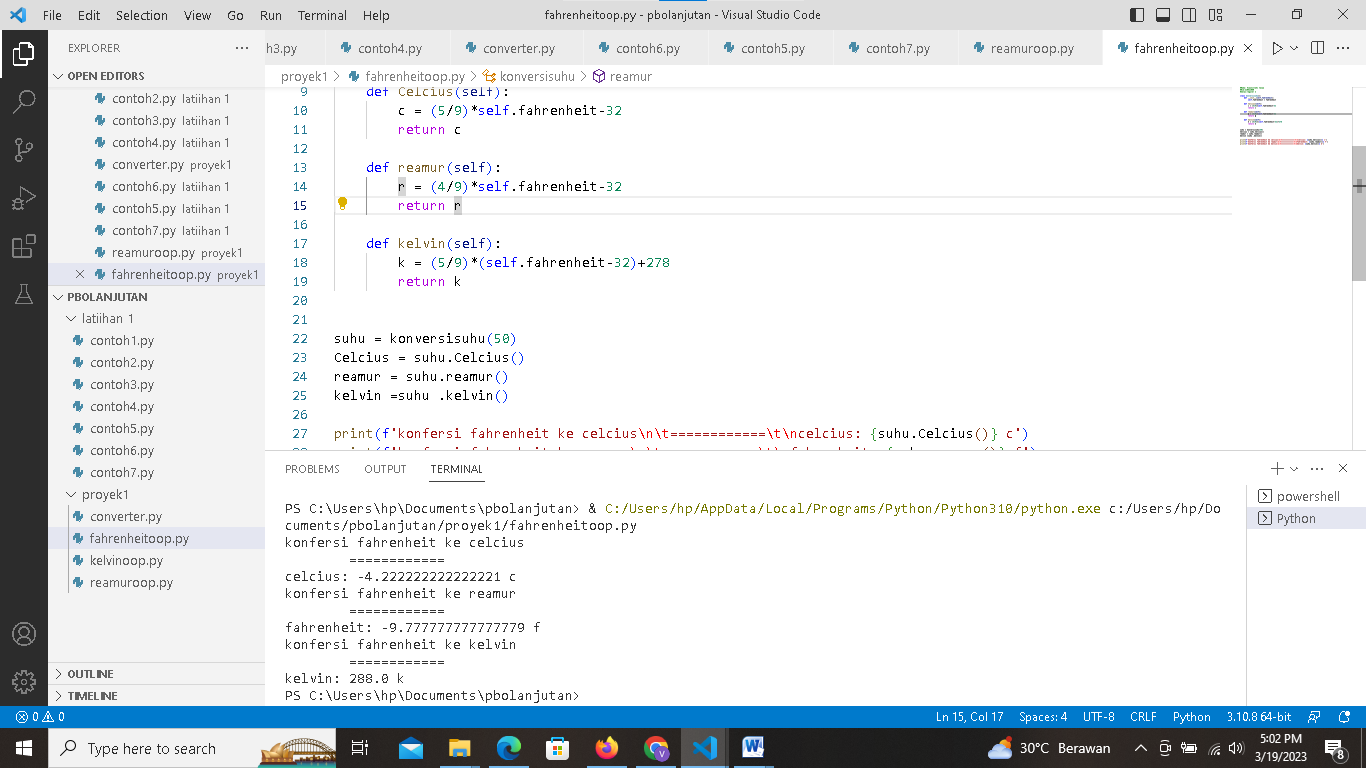 File Edit Selection View Go Run Terminal Help fahrenheitoop.py - pbolanjutan - Visual Studio Code
EXPLORER
OPEN EDITORS
contoh2.py latiihan 1
contoh3.py latiihan 1
contoh4.py latiihan 1
converter.py proyek1
contoh6.py latiihan 1
contoh5.py latiihan 1
contoh7.py latiihan 1
reamuroop.py proyek1
fahrenheitoop.py proyek1
PBOLANJUTAN
latiihan 1
contoh1.py
contoh2.py
contoh3.py
contoh4.py
contoh5.py
contoh6.py
contoh7.py
proyek1
converter.py
fahrenheitoop.py
kelvinoop.py
reamuroop.py
OUTLINE
TIMELINE
h3.py contoh4.py converter.py contoh6.py contoh5.py contoh7.py reamuroop.py fahrenheitoop.py
proyek1 > fahrenheitoop.py > konversisuhu > reamur
9 def Celcius(self):
10 c = (5/9)*self.fahrenheit-32
11 return c
12
13 def reamur(self):
14 r = (4/9)*self.fahrenheit-32
15 return r
16
17 def kelvin(self):
18 k = (5/9)*(self.fahrenheit-32)+278
19 return k
20
21
22 suhu = konversisuhu(50)
23 Celcius = suhu.Celcius()
24 reamur = suhu.reamur()
25 kelvin =suhu .kelvin()
26
27 print(f'konfersi fahrenheit ke celcius\n\t============\t\ncelcius: {suhu.Celcius()} c')
PROBLEMS OUTPUT TERMINAL
PS C:\Users\hp\Documents\pbolanjutan> & C:/Users/hp/AppData/Local/Programs/Python/Python310/python.exe c:/Users/hp/Do
cuments/pbolanjutan/proyek1/fahrenheitoop.py
konfersi fahrenheit ke celcius
============
celcius: -4.222222222222221 c
konfersi fahrenheit ke reamur
============
fahrenheit: -9.777777777777779 f
konfersi fahrenheit ke kelvin
============
kelvin: 288.0 k
PS C:\Users\hp\Documents\pbolanjutan>
powershell
Python
0 0 Ln 15, Col 17 Spaces: 4 UTF-8 CRLF Python 3.10.8 64-bit
Type here to search 30°C Berawan 5:02 PM
3/19/2023 8